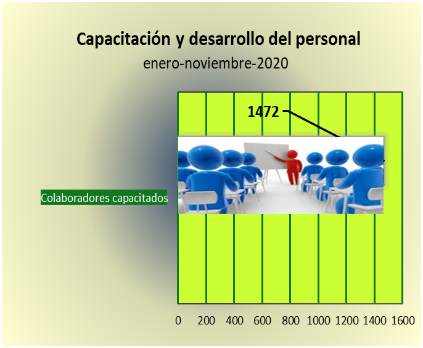 Capacitación y desarrollo del personal
enero-noviembre-2020
1472
Colaboradores capacitados
0 200 400 600 800 1000 1200 1400 1600